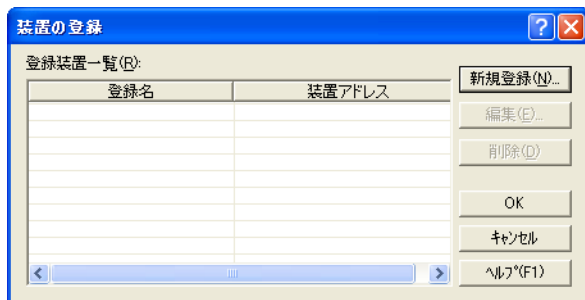 装置の登録
登録装置一覧(R):
登録名 装置アドレス
新規登録(N)...
編集(E)...
削除(D)
OK
ｷｬﾝｾﾙ
ﾍﾙﾌﾟ(F1)